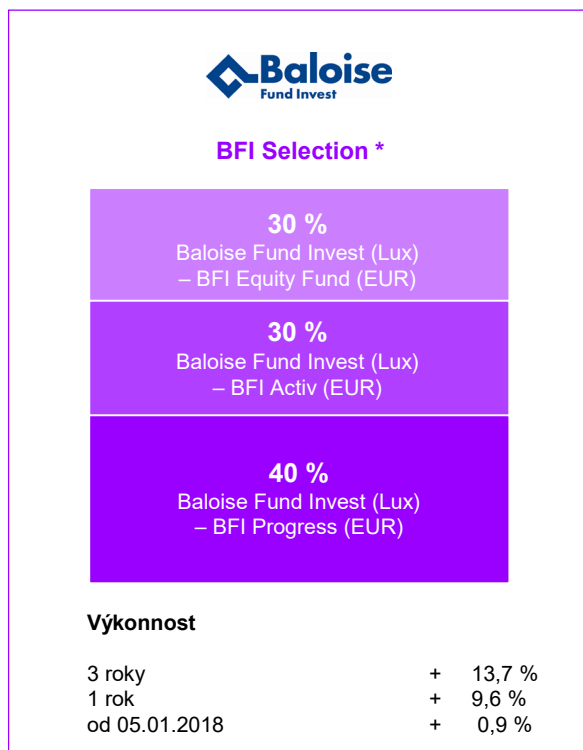 Baloise
Fund Invest
BFI Selection *
30 %
Baloise Fund Invest (Lux)
– BFI Equity Fund (EUR)
30 %
Baloise Fund Invest (Lux)
– BFI Activ (EUR)
40 %
Baloise Fund Invest (Lux)
– BFI Progress (EUR)
Výkonnost
3 roky + 13,7 %
1 rok + 9,6 %
od 05.01.2018 + 0,9 %